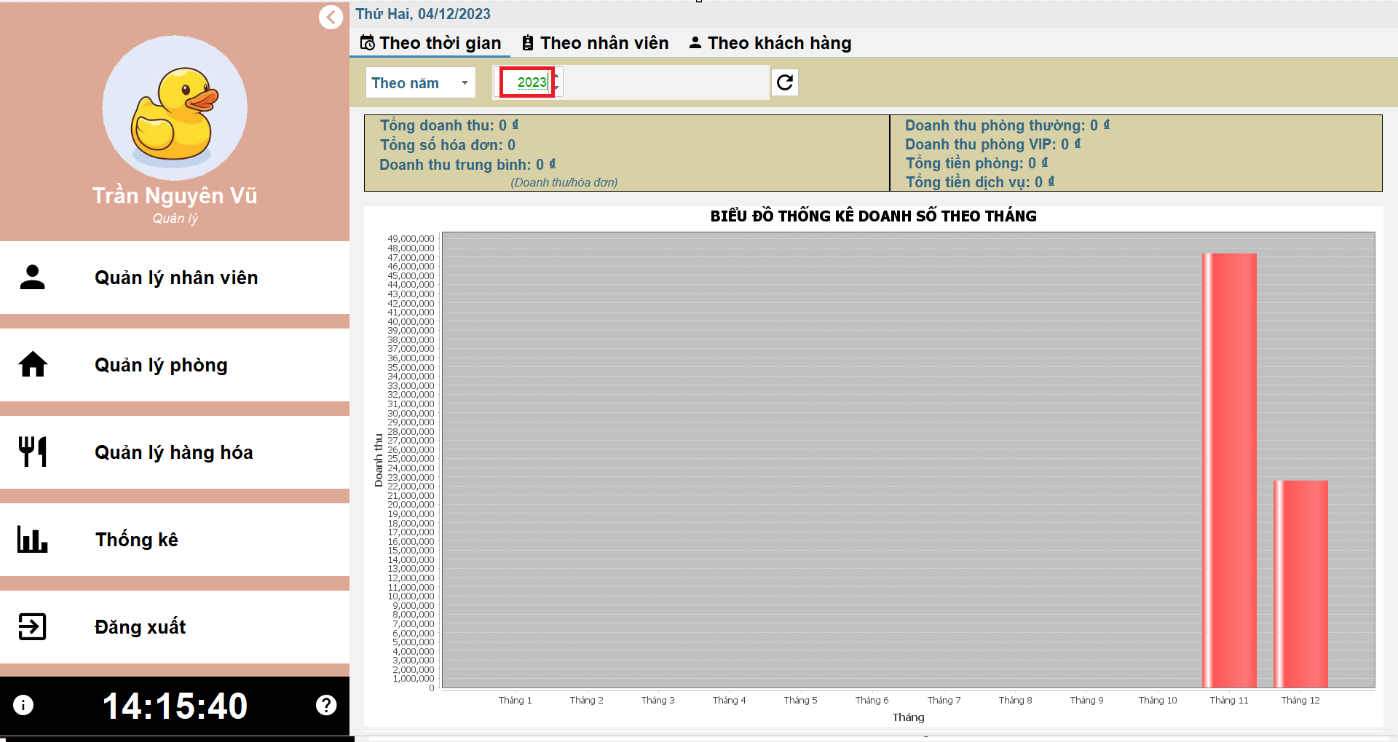 Trần Nguyên Vũ
Quản lý
Quản lý nhân viên
Quản lý phòng
Quản lý hàng hóa
Thống kê
Đăng xuất
14:15:40
Thứ Hai, 04/12/2023
Theo thời gian
Theo nhân viên
Theo khách hàng
Theo năm
2023
Tổng doanh thu: 0 ₫
Tổng số hóa đơn: 0
Doanh thu trung bình: 0 ₫
(Doanh thu/hóa đơn)
Doanh thu phòng thường: 0 ₫
Doanh thu phòng VIP: 0 ₫
Tổng tiền phòng: 0 ₫
Tổng tiền dịch vụ: 0 ₫
BIỂU ĐỒ THỐNG KÊ DOANH SỐ THEO THÁNG
Doanh thu
49,000,000
48,000,000
47,000,000
46,000,000
45,000,000
44,000,000
43,000,000
42,000,000
41,000,000
40,000,000
39,000,000
38,000,000
37,000,000
36,000,000
35,000,000
34,000,000
33,000,000
32,000,000
31,000,000
30,000,000
29,000,000
28,000,000
27,000,000
26,000,000
25,000,000
24,000,000
23,000,000
22,000,000
21,000,000
20,000,000
19,000,000
18,000,000
17,000,000
16,000,000
15,000,000
14,000,000
13,000,000
12,000,000
11,000,000
10,000,000
9,000,000
8,000,000
7,000,000
6,000,000
5,000,000
4,000,000
3,000,000
2,000,000
1,000,000
0
Tháng 1 Tháng 2 Tháng 3 Tháng 4 Tháng 5 Tháng 6 Tháng 7 Tháng 8 Tháng 9 Tháng 10 Tháng 11 Tháng 12
Tháng